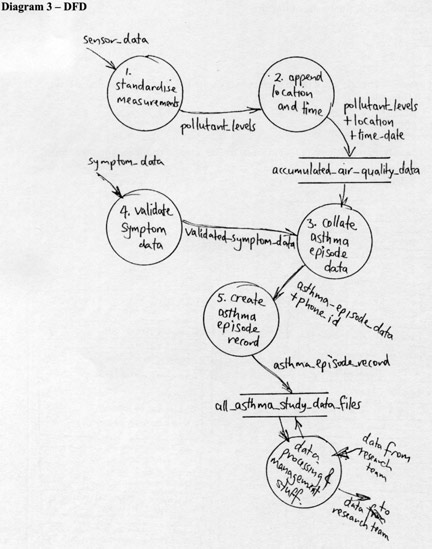 Diagram 3 – DFD
sensor_data
1.
standardise
measurements
2. append
location
and time
pollutant_levels
pollutant_levels
+location
+time-date
accumulated_air_quality_data
symptom_data
4. validate
symptom
data
validated_symptom_data
3. collate
asthma
episode
data
asthma_episode_data
+phone_id
5. create
asthma
episode
record
asthma_episode_record
all_asthma_study_data_files
data
processing &
management
stuff.
data from
research
team
data to
research team